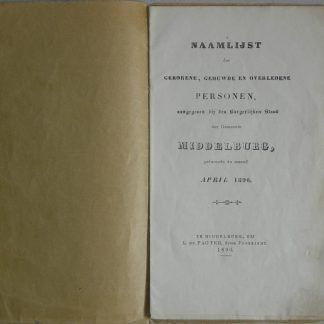 NAAMLIJST
der
GEBORENE, GEHUWDE EN OVERLEDENE
PERSONEN,
aangegeven bij den Burgerlijken Stand
der Gemeente
MIDDELBURG,
gedurende de maand
APRIL 1896.
TE MIDDELBURG, BIJ
1896.